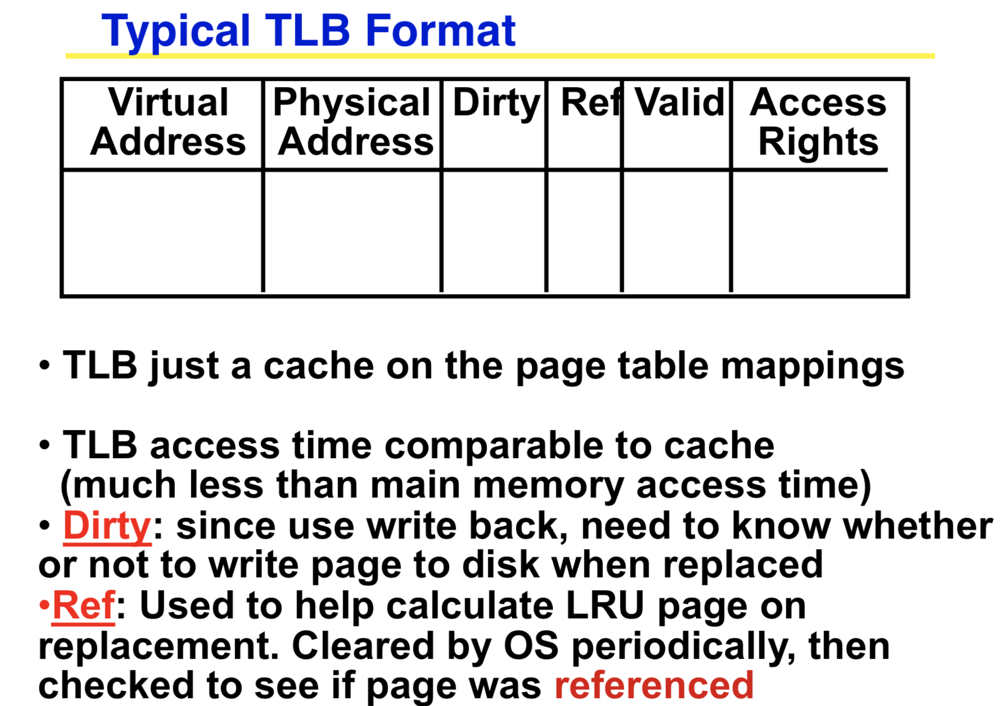 Typical TLB Format
Virtual Address Physical Address Dirty Ref Valid Access Rights
• TLB just a cache on the page table mappings
• TLB access time comparable to cache
(much less than main memory access time)
• Dirty: since use write back, need to know whether
or not to write page to disk when replaced
•Ref: Used to help calculate LRU page on
replacement. Cleared by OS periodically, then
checked to see if page was referenced